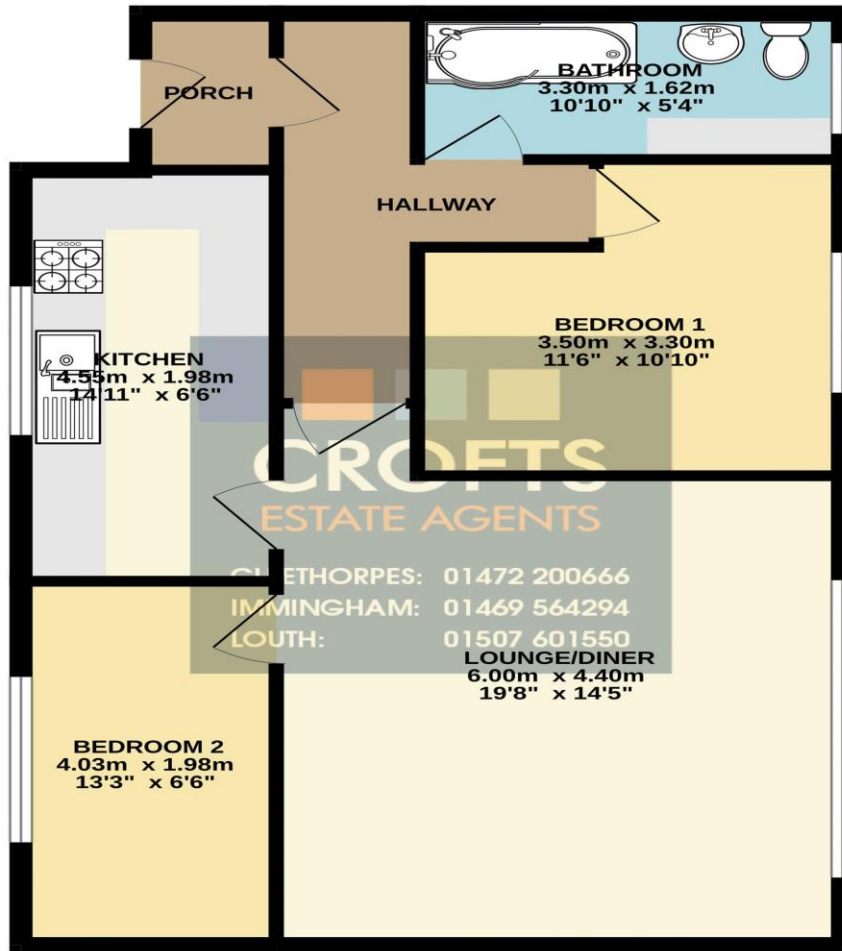 PORCH
BATHROOM
3.30m x 1.62m
10'10" x 5'4"
HALLWAY
BEDROOM 1
3.50m x 3.30m
11'6" x 10'10"
KITCHEN
4.55m x 1.98m
14'11" x 6'6"
CROFTS
ESTATE AGENTS
CLEETHORPES: 01472 200666
IMMINGHAM: 01469 564294
LOUTH: 01507 601550
LOUNGE/DINER
6.00m x 4.40m
19'8" x 14'5"
BEDROOM 2
4.03m x 1.98m
13'3" x 6'6"